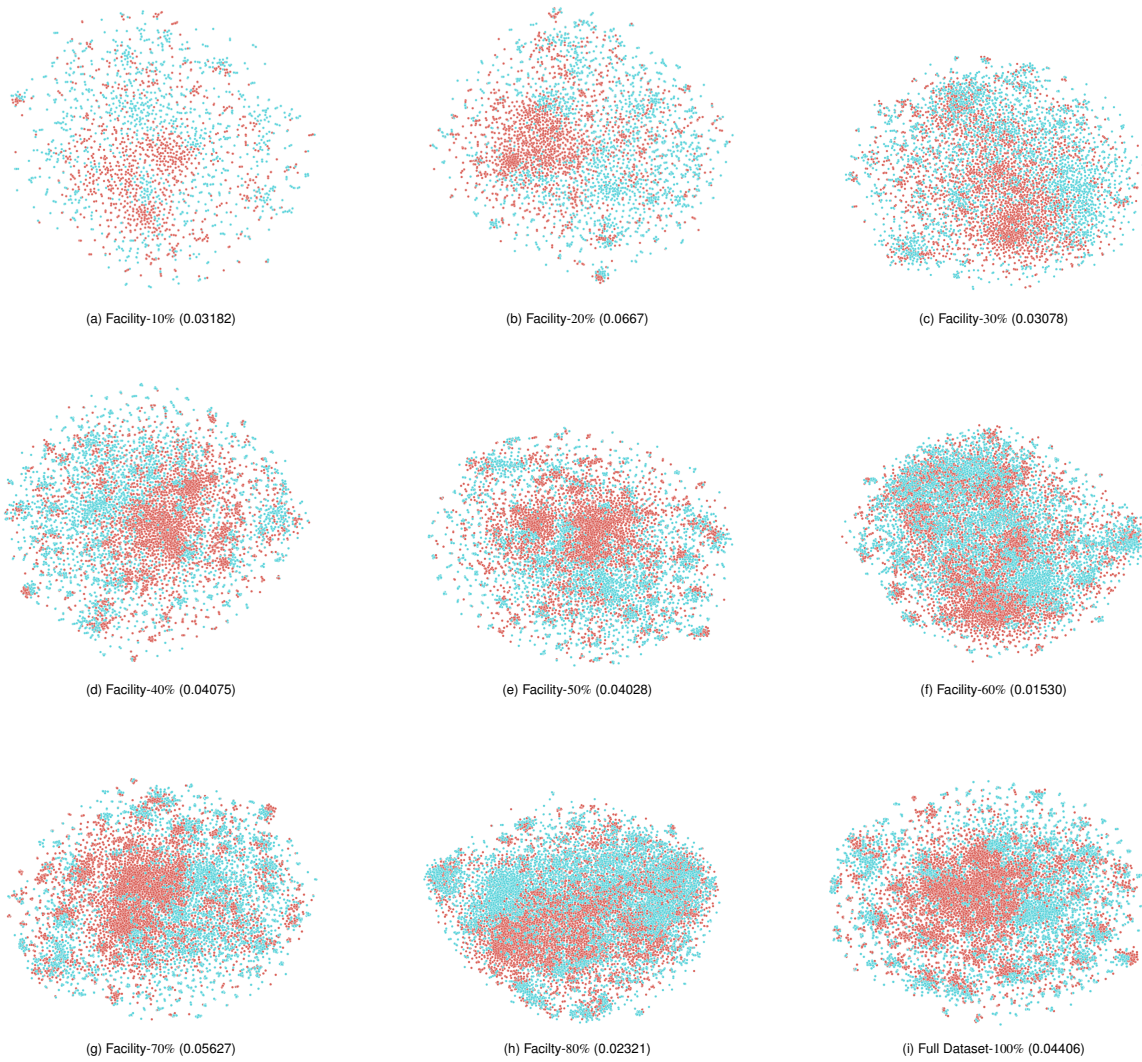 (a) Facility-10% (0.03182)
(b) Facility-20% (0.0667)
(c) Facility-30% (0.03078)
(d) Facility-40% (0.04075)
(e) Facility-50% (0.04028)
(f) Facility-60% (0.01530)
(g) Facility-70% (0.05627)
(h) Facilty-80% (0.02321)
(i) Full Dataset-100% (0.04406)